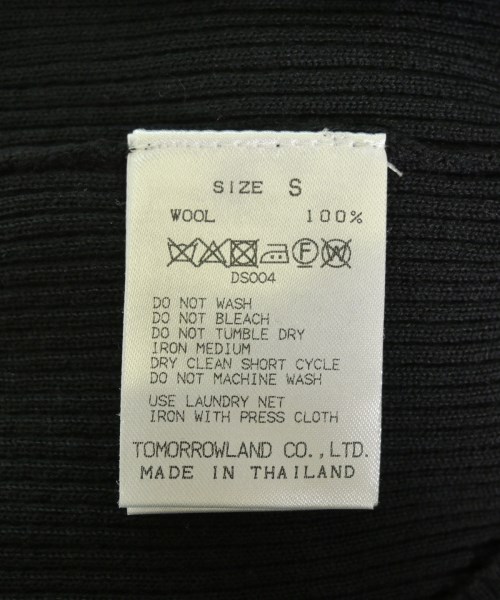 SIZE S
WOOL 100%
DS004
DO NOT WASH
DO NOT BLEACH
DO NOT TUMBLE DRY
IRON MEDIUM
DRY CLEAN SHORT CYCLE
DO NOT MACHINE WASH
USE LAUNDRY NET
IRON WITH PRESS CLOTH
TOMORROWLAND CO.,LTD.
MADE IN THAILAND